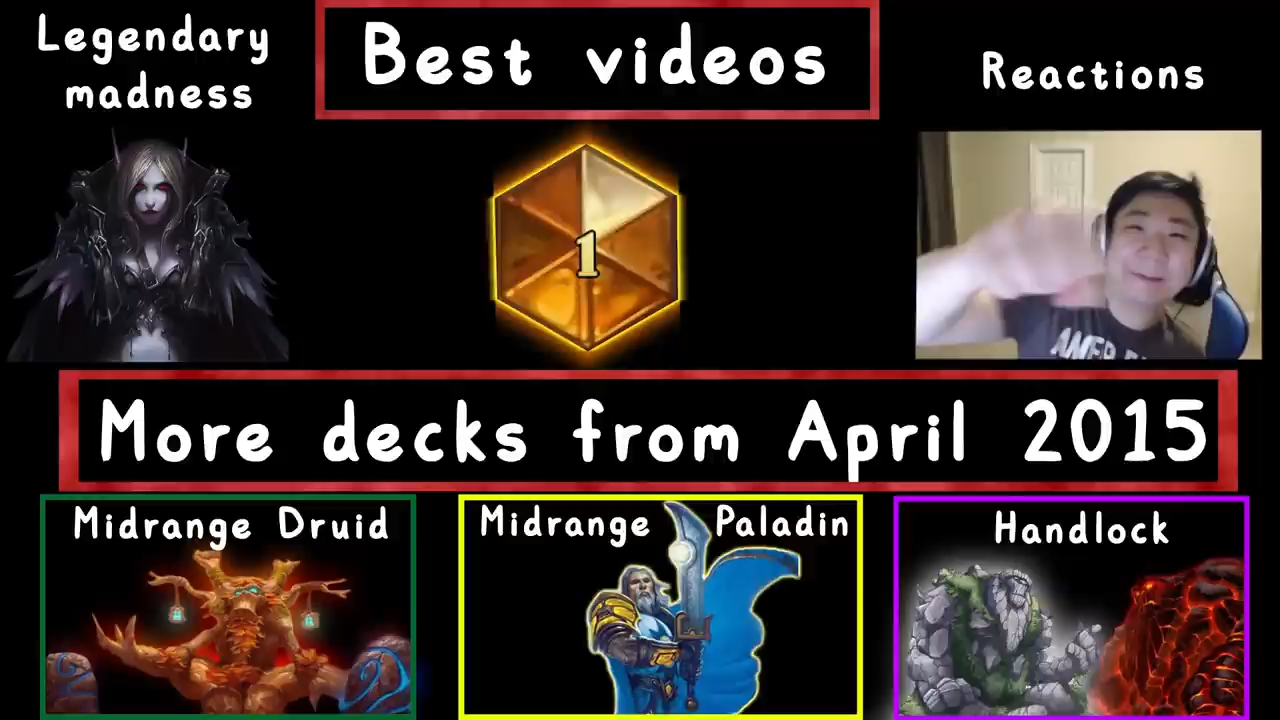 Legendary
madness
Best videos
Reactions
1
More decks from April 2015
Midrange Druid
Midrange Paladin
Handlock